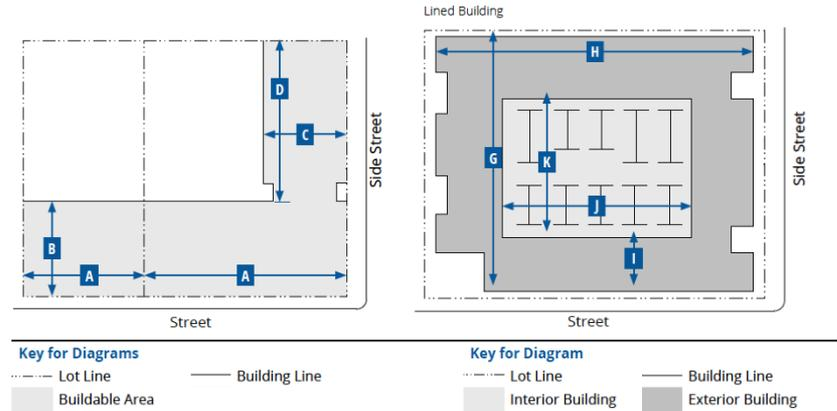 D
C
B
A
A
Side Street
Street
Lined Building
H
G
K
J
I
Side Street
Street
Key for Diagrams
Lot Line
Building Line
Buildable Area
Key for Diagram
Lot Line
Building Line
Interior Building
Exterior Building